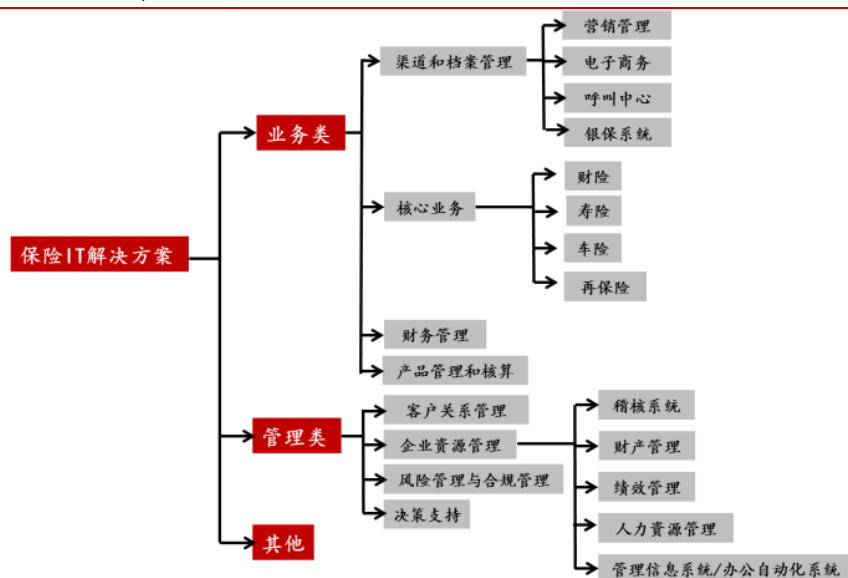 保险IT解决方案
业务类
渠道和档案管理
营销管理
电子商务
呼叫中心
银保系统
核心业务
财险
寿险
车险
再保险
财务管理
产品管理和核算
管理类
客户关系管理
企业资源管理
稽核系统
财产管理
绩效管理
人力资源管理
管理信息系统/办公自动化系统
风险管理与合规管理
决策支持
其他